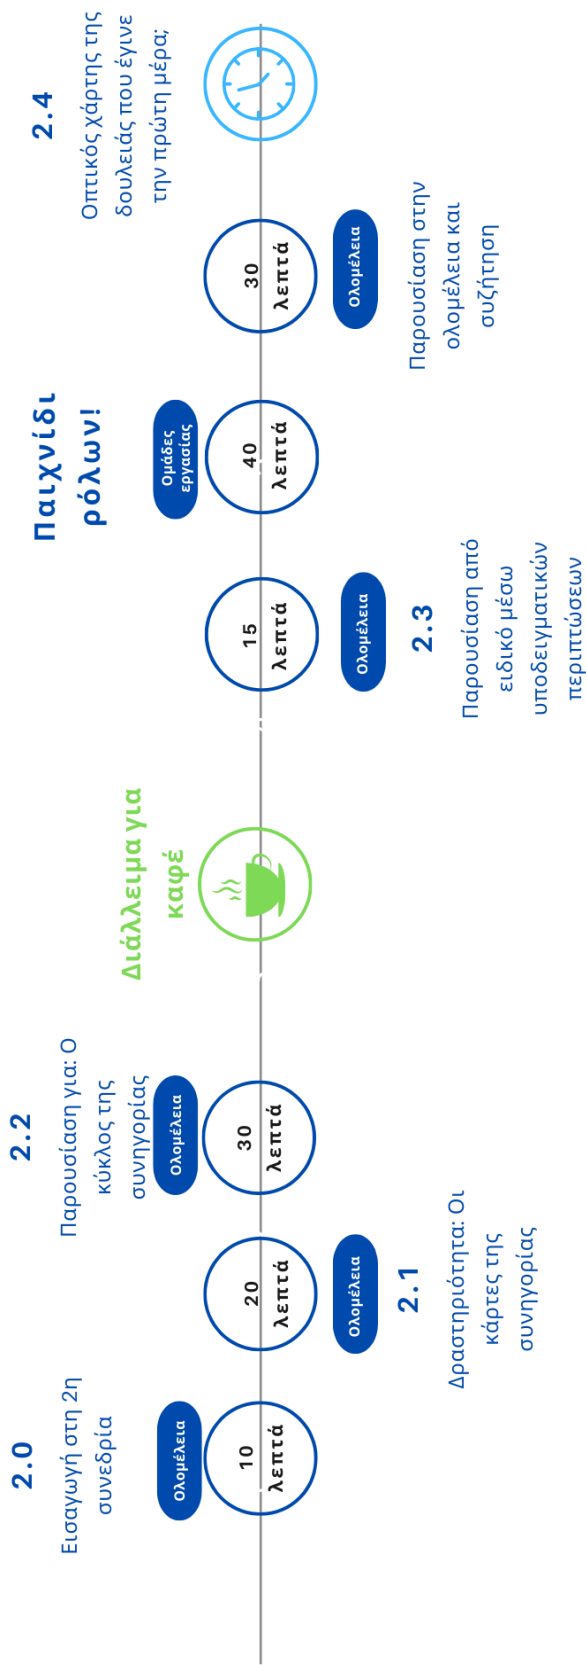 2.0
Εισαγωγή στη 2η
συνεδρία
Ολομέλεια
10
λεπτά
20
λεπτά
Ολομέλεια
2.1
Δραστηριότητα: Οι
κάρτες της
συνηγορίας
2.2
Παρουσίαση για: Ο
κύκλος της
συνηγορίας
Ολομέλεια
30
λεπτά
Διάλλειμα για
καφέ
15
λεπτά
Ολομέλεια
2.3
Παρουσίαση από
ειδικό μέσω
υποδειγματικών
περιπτώσεων
Παιχνίδι
ρόλων!
Ομάδες
εργασίας
40
λεπτά
30
λεπτά
Ολομέλεια
Παρουσίαση στην
ολομέλεια και
συζήτηση
2.4
Οπτικός χάρτης της
δουλειάς που έγινε
την πρώτη μέρα;